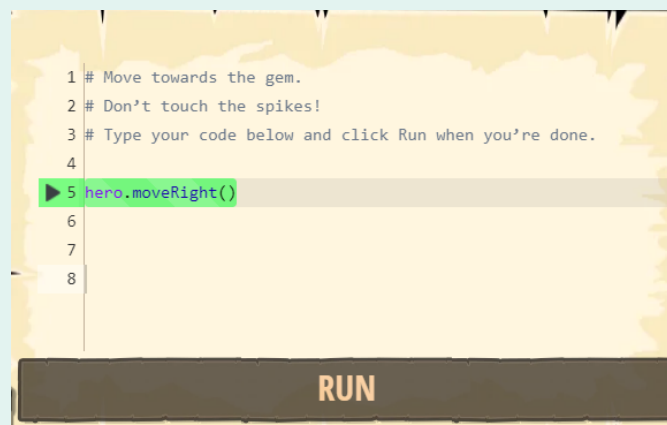 1 # Move towards the gem.
2 # Don’t touch the spikes!
3 # Type your code below and click Run when you’re done.
4
5 hero.moveRight()
6
7
8
RUN